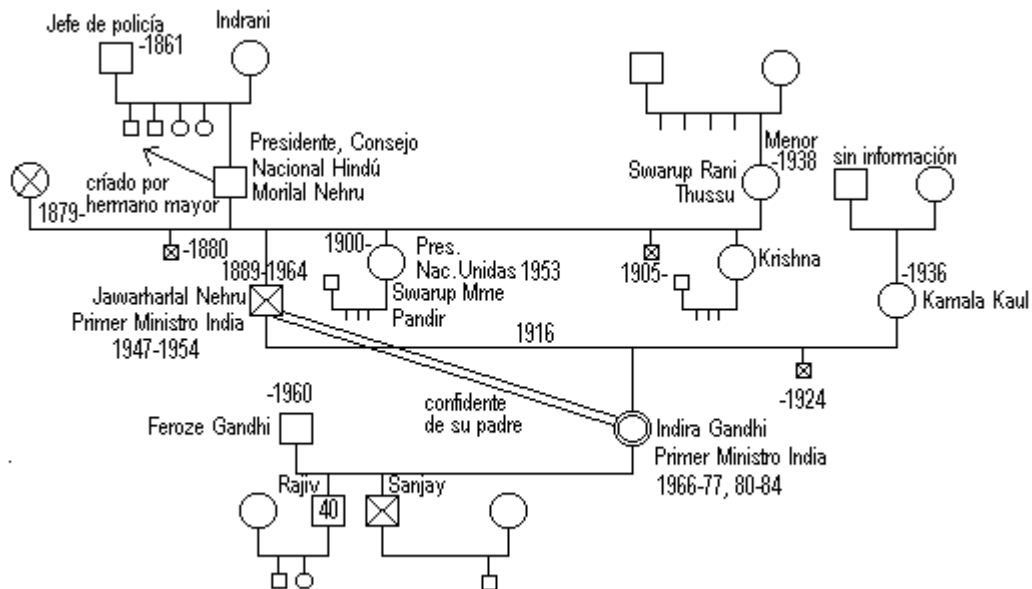 Jefe de policía
-1861
Indrani
Presidente, Consejo
Nacional Hindú
Morilal Nehru
críado por
hermano mayor
1879-
Menor
-1938
Swarup Rani
Thussu
sin información
-1880
1889-1964
Jawarharlal Nehru
Primer Ministro India
1947-1954
1900-
Pres.
Nac.Unidas 1953
Swarup Mme
Pandir
1905-
Krishna
-1936
Kamala Kaul
1916
-1924
confidente
de su padre
-1960
Feroze Gandhi
Indira Gandhi
Primer Ministro India
1966-77, 80-84
Rajiv
40
Sanjay